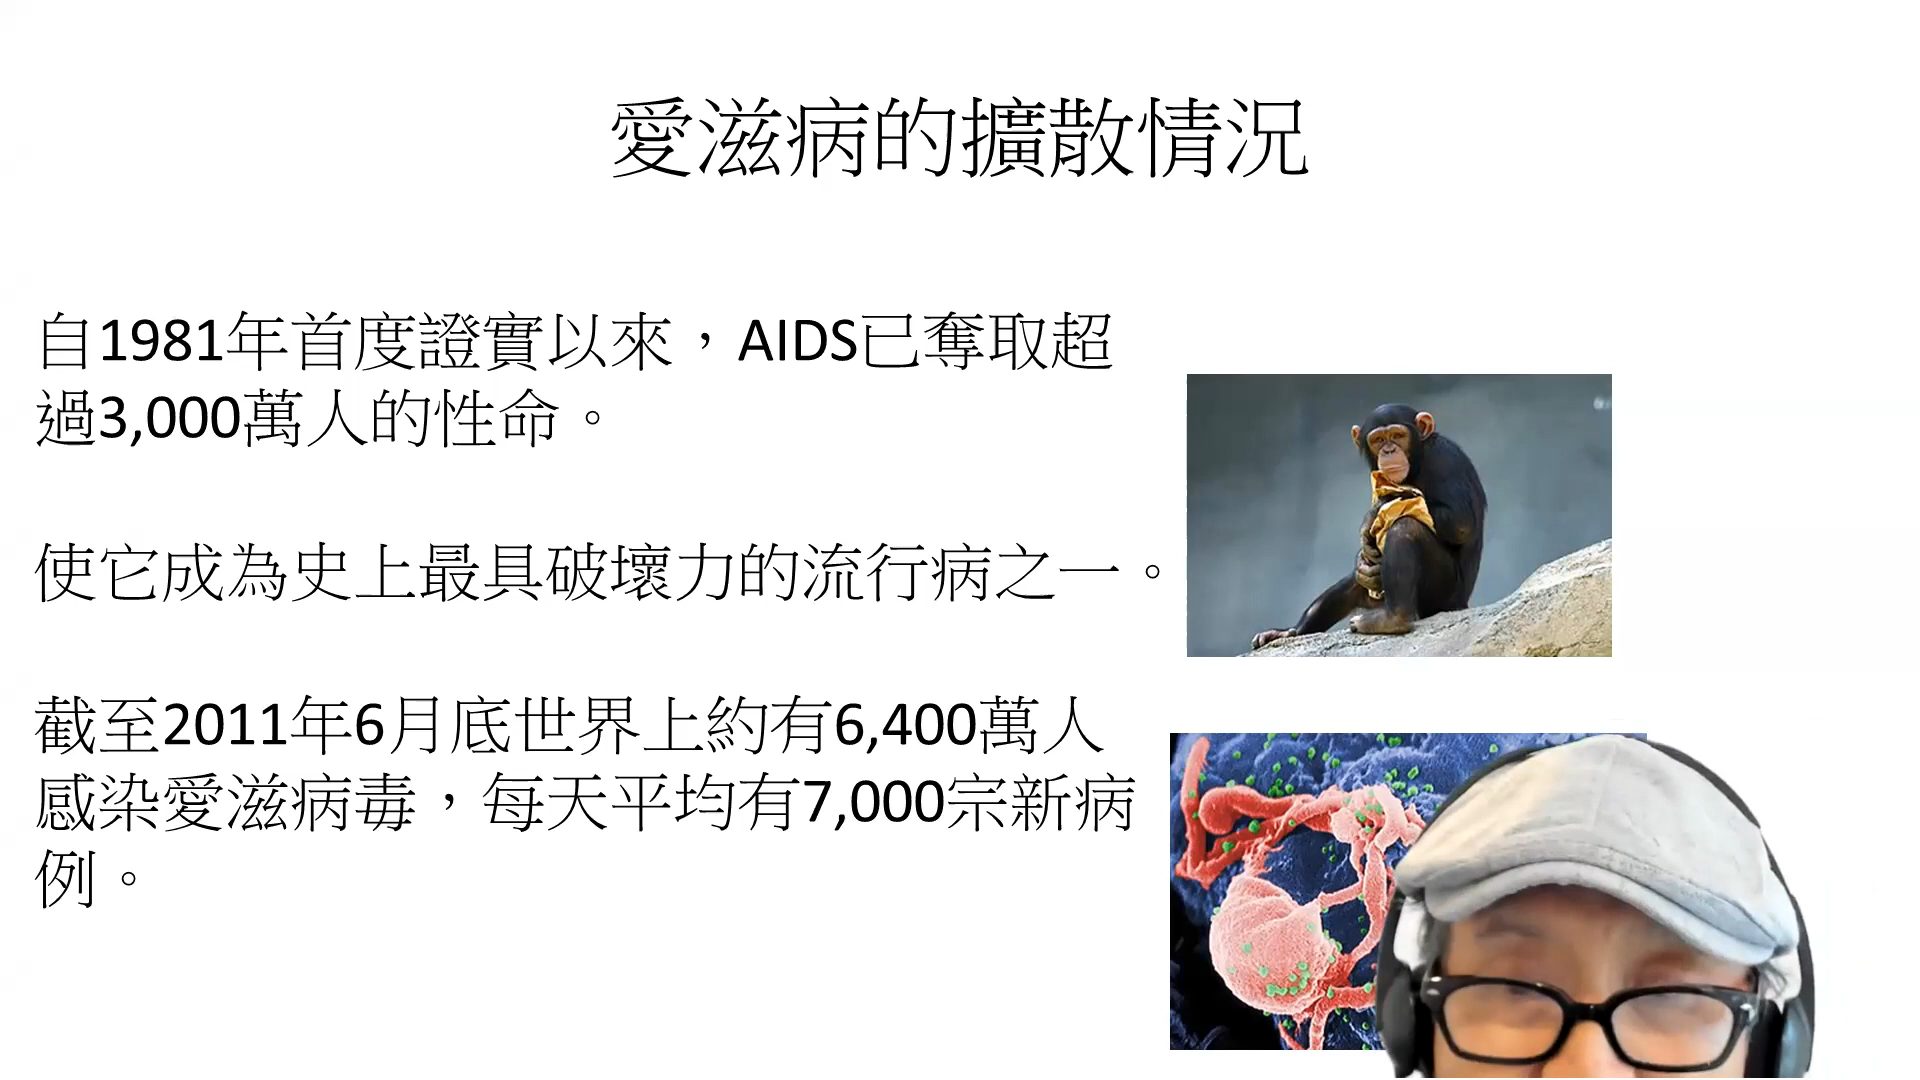 愛滋病的擴散情況
自1981年首度證實以來，AIDS已奪取超
過3,000萬人的性命。
使它成為史上最具破壞力的流行病之一。
截至2011年6月底世界上約有6,400萬人
感染愛滋病毒，每天平均有7,000宗新病
例。